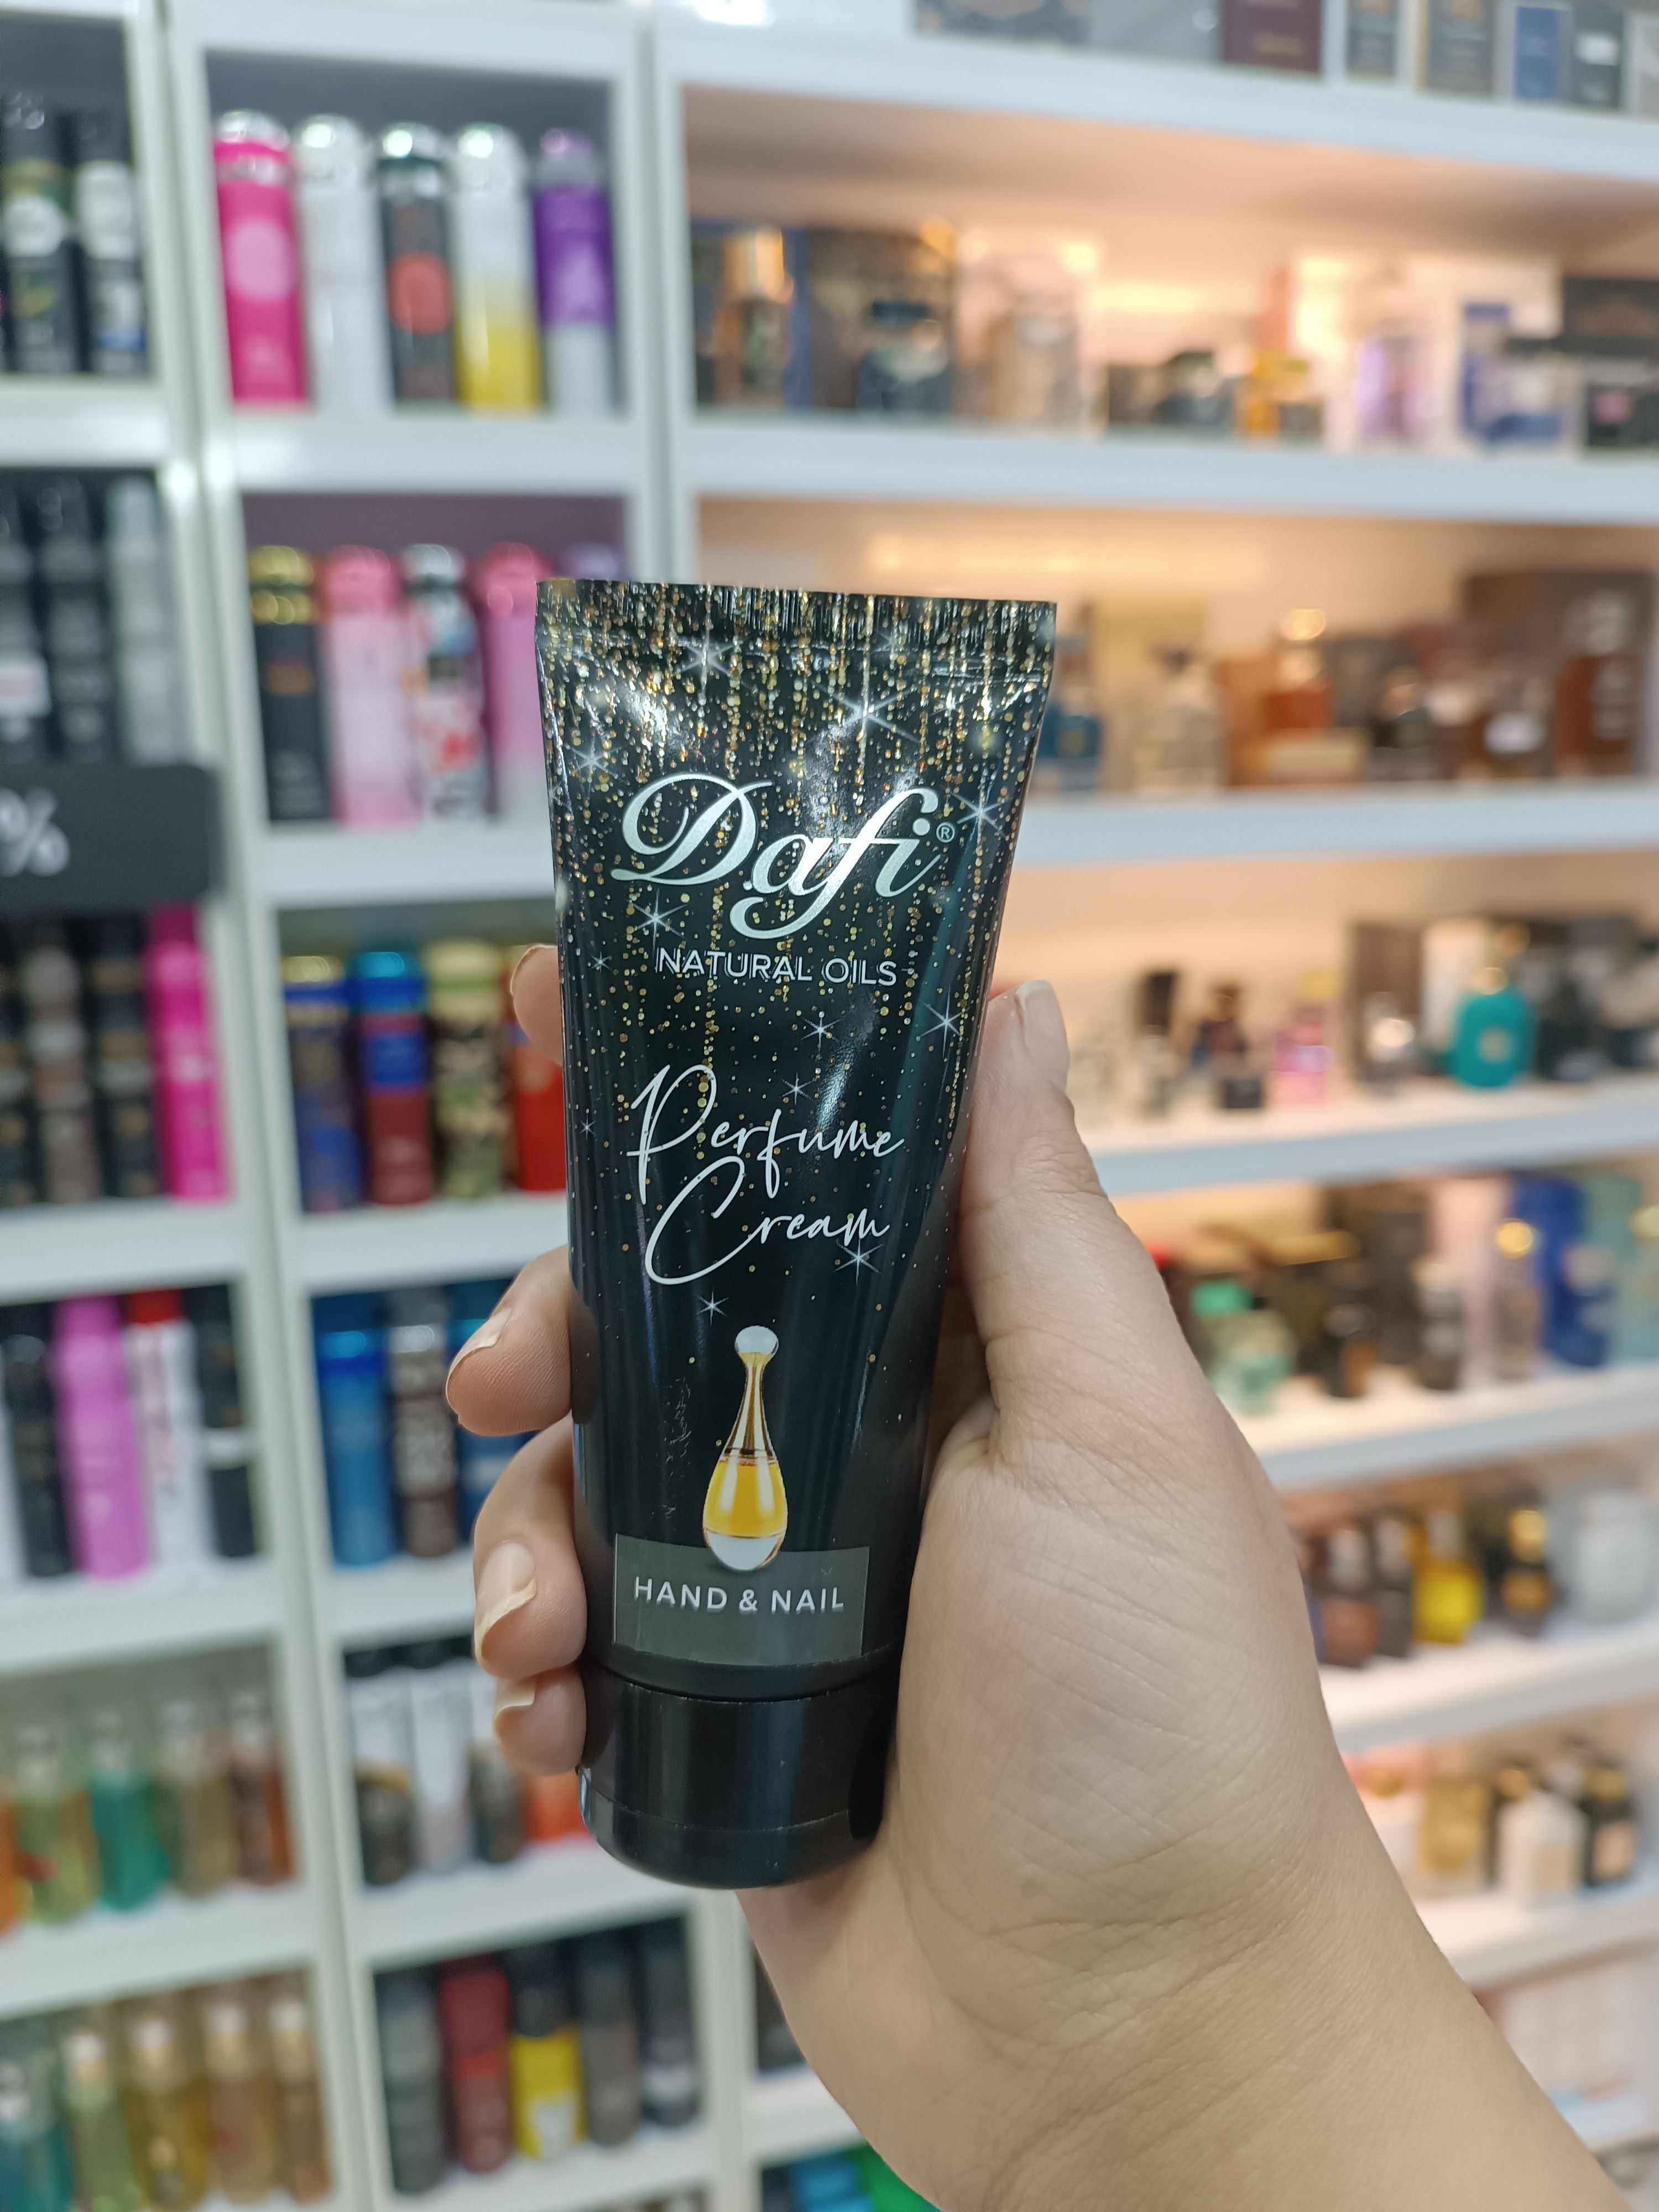 Dafi®
NATURAL OILS
Perfume
Cream
HAND & NAIL
%